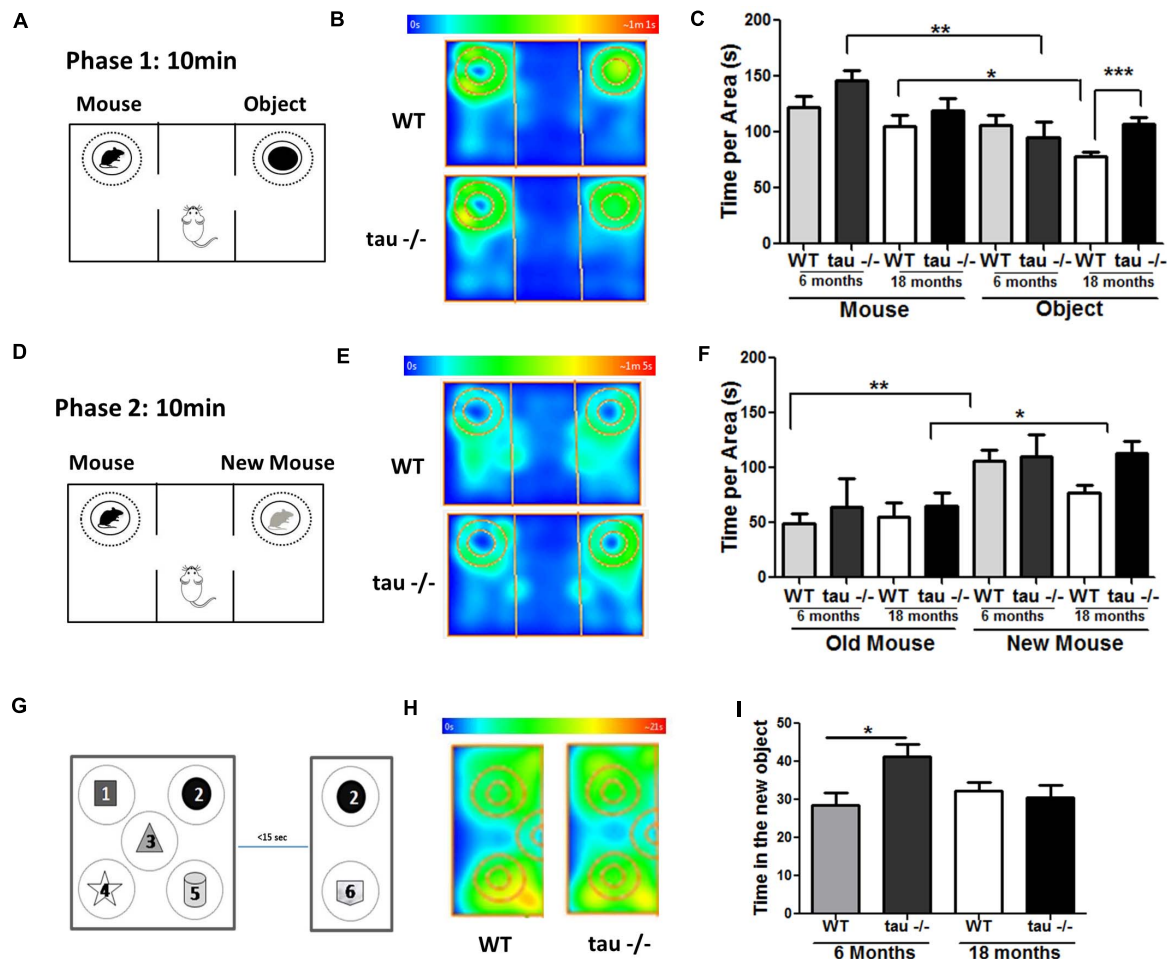 A
Phase 1: 10min
Mouse
Object
B
0s
~1m 1s
WT
tau -/-
C
Time per Area (s)
200
150
100
50
0
**
*
***
WT tau -/- WT tau -/- WT tau -/- WT tau -/-
6 months 18 months 6 months 18 months
Mouse Object
D
Phase 2: 10min
Mouse
New Mouse
E
0s
~1m 5s
WT
tau -/-
F
Time per Area (s)
200
150
100
50
0
**
*
WT tau -/- WT tau -/- WT tau -/- WT tau -/-
6 months 18 months 6 months 18 months
Old Mouse New Mouse
G
1
2
3
4
5
<15 sec
2
6
H
0s
~21s
WT
tau -/-
I
Time in the new object
50
40
30
20
10
0
*
WT tau -/- WT tau -/-
6 Months 18 months